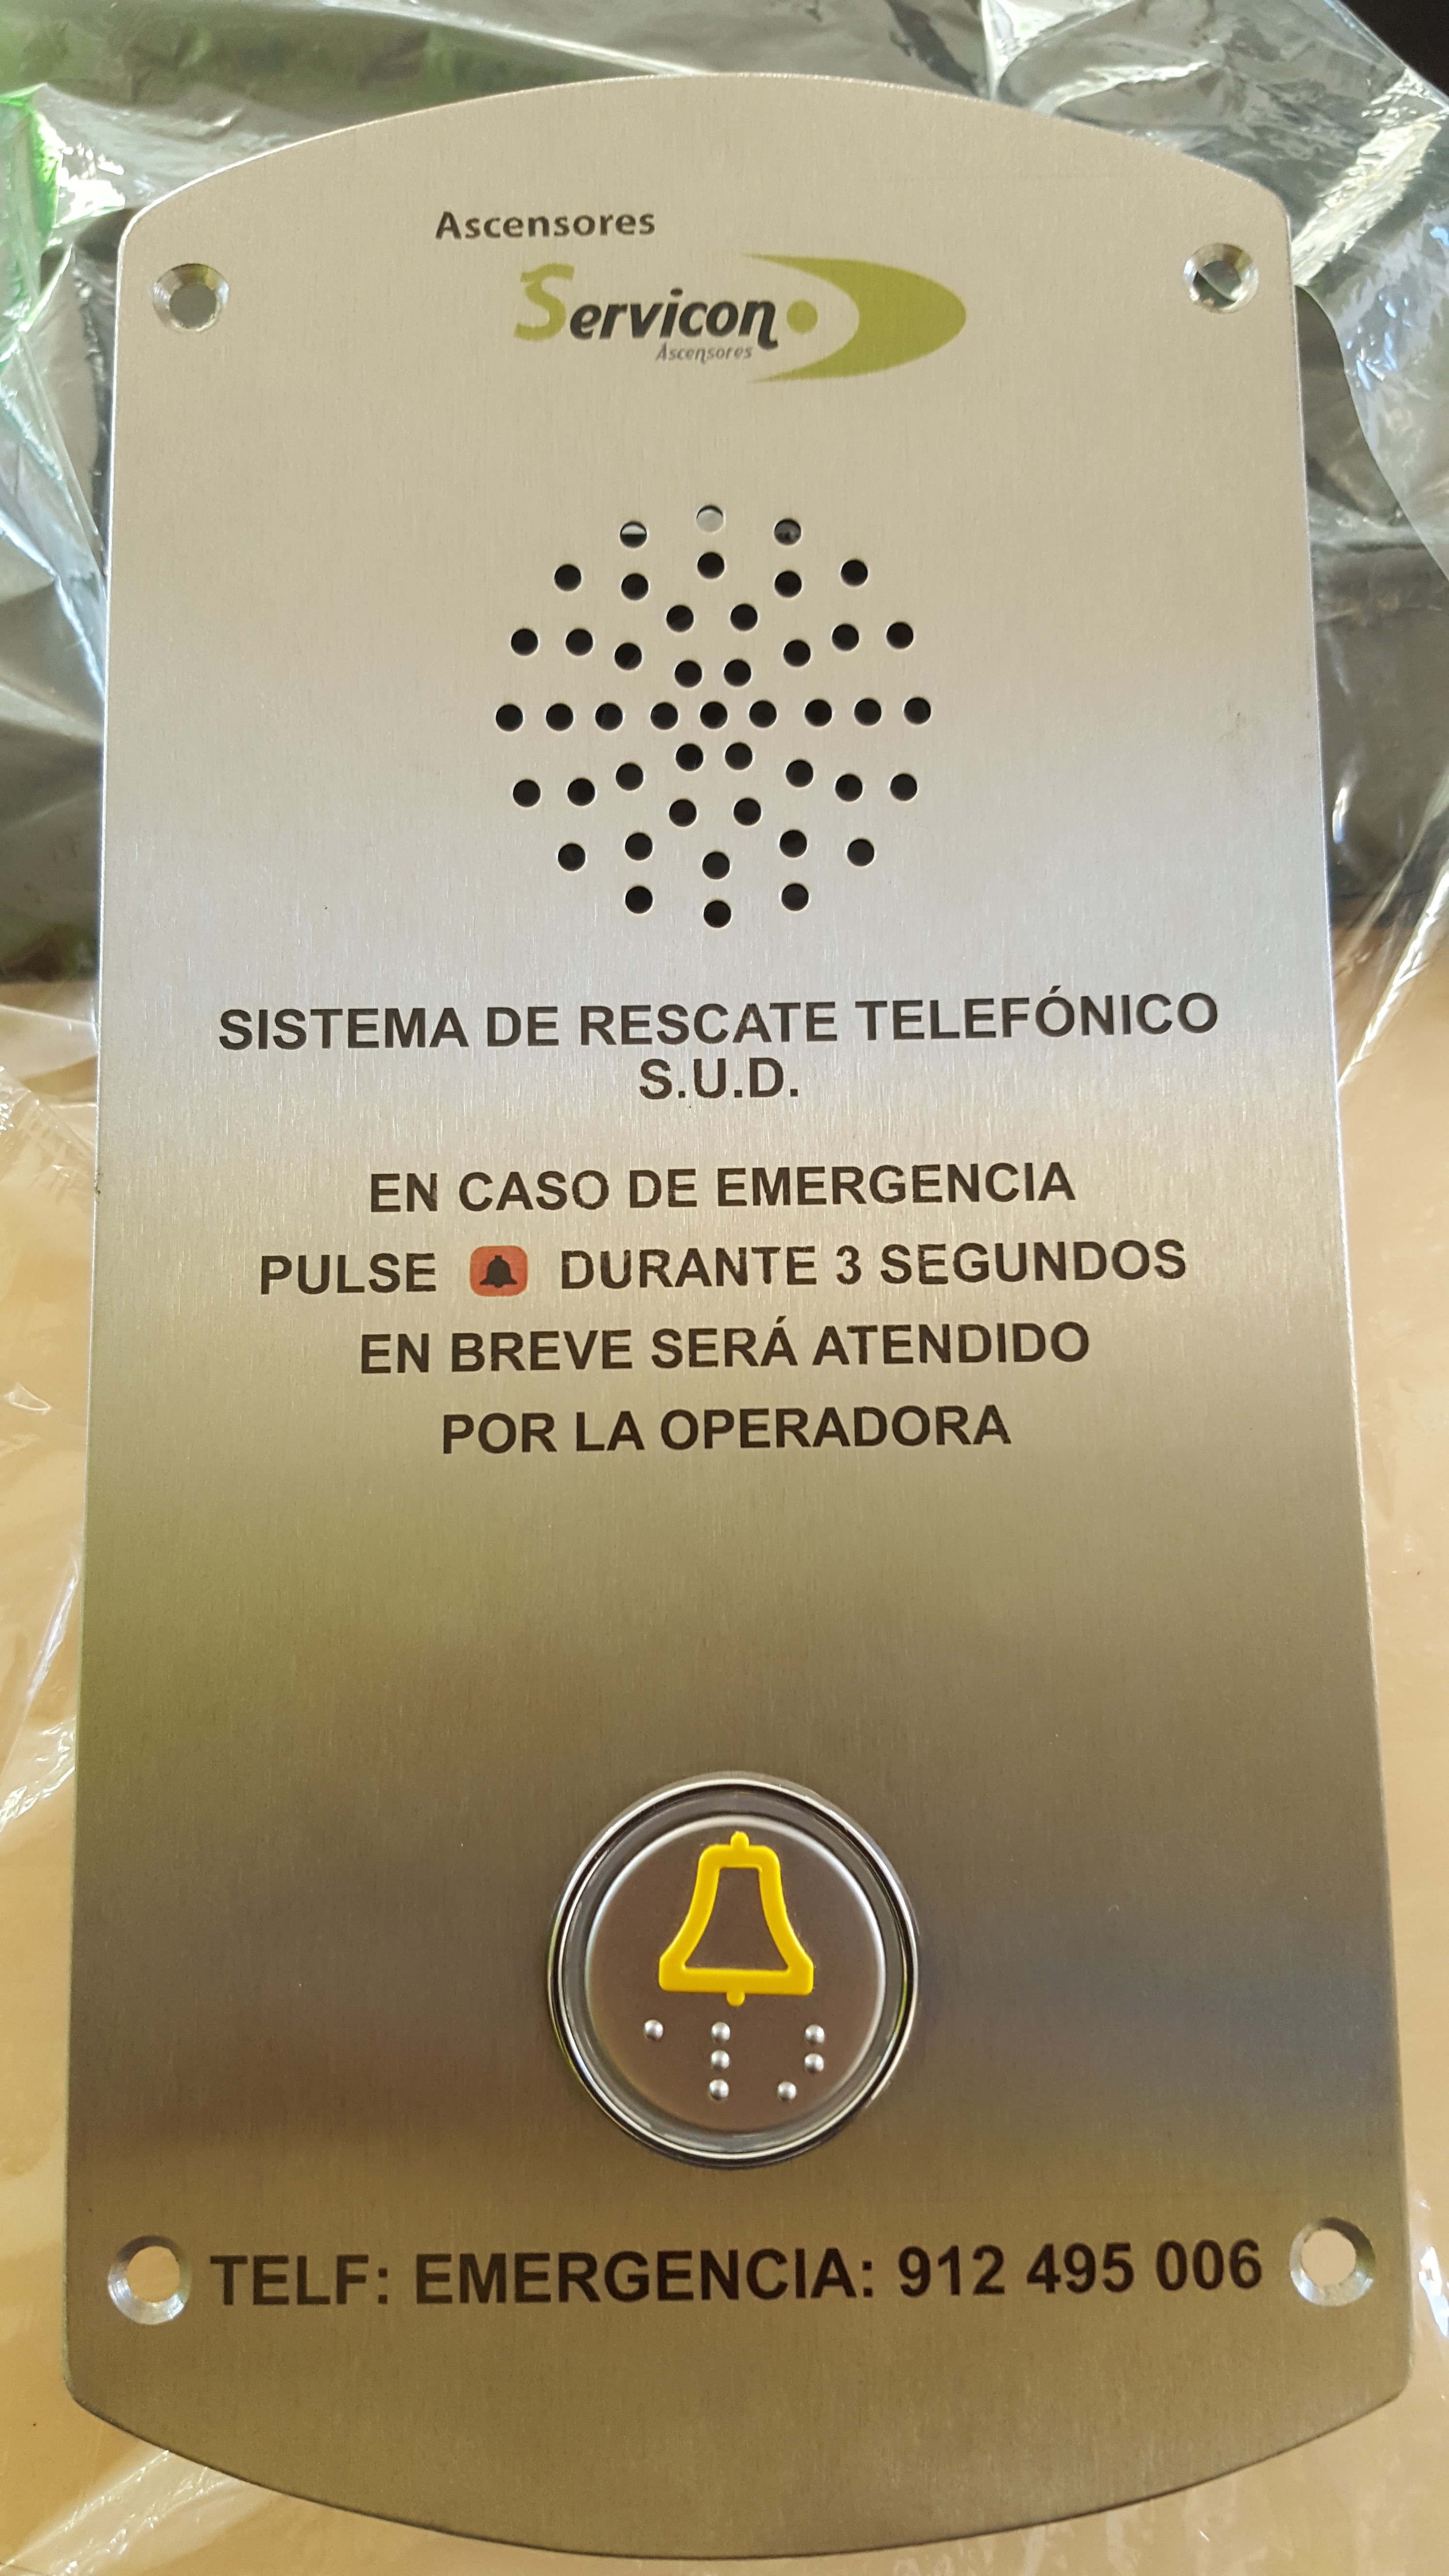 Ascensores
Servicon
Ascensores
SISTEMA DE RESCATE TELEFÓNICO
S.U.D.
EN CASO DE EMERGENCIA
PULSE DURANTE 3 SEGUNDOS
EN BREVE SERÁ ATENDIDO
POR LA OPERADORA
⠁⠇⠜
TELF: EMERGENCIA: 912 495 006